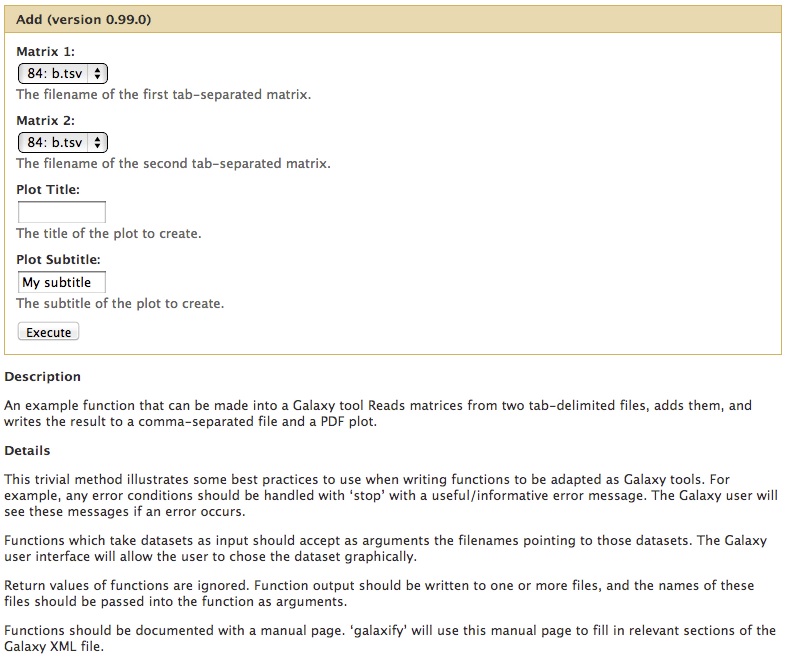 Add (version 0.99.0)
Matrix 1:
84: b.tsv
The filename of the first tab-separated matrix.
Matrix 2:
84: b.tsv
The filename of the second tab-separated matrix.
Plot Title:
The title of the plot to create.
Plot Subtitle:
My subtitle
The subtitle of the plot to create.
Execute
Description
An example function that can be made into a Galaxy tool Reads matrices from two tab-delimited files, adds them, and
writes the result to a comma-separated file and a PDF plot.
Details
This trivial method illustrates some best practices to use when writing functions to be adapted as Galaxy tools. For
example, any error conditions should be handled with ‘stop’ with a useful/informative error message. The Galaxy user will
see these messages if an error occurs.
Functions which take datasets as input should accept as arguments the filenames pointing to those datasets. The Galaxy
user interface will allow the user to chose the dataset graphically.
Return values of functions are ignored. Function output should be written to one or more files, and the names of these
files should be passed into the function as arguments.
Functions should be documented with a manual page. ‘galaxify’ will use this manual page to fill in relevant sections of the
Galaxy XML file.